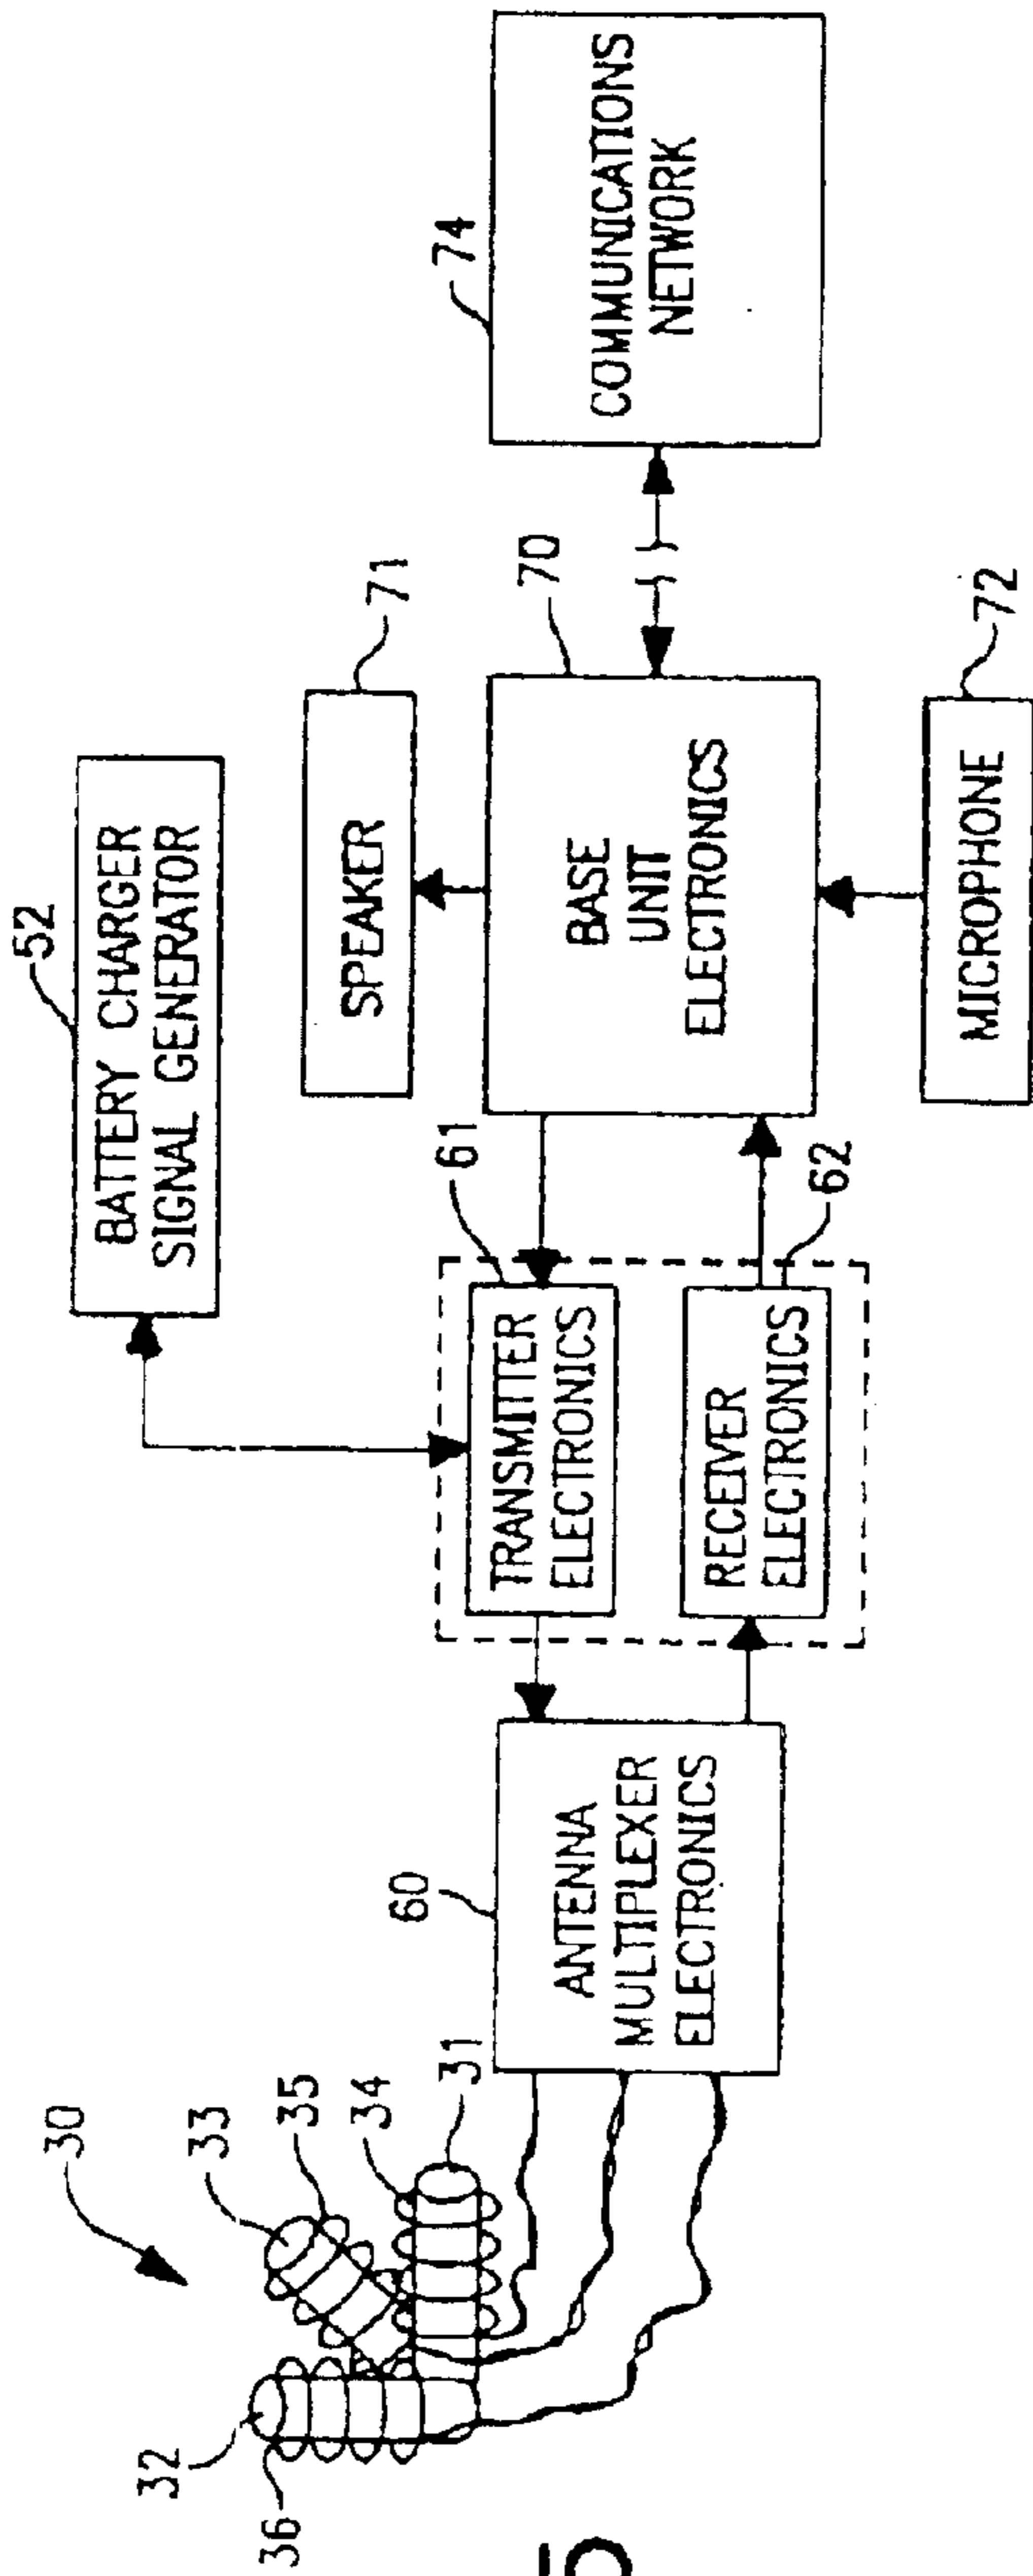 30
33
35
34
31
32
36
60
ANTENNA
MULTIPLEXER
ELECTRONICS
52
BATTERY CHARGER
SIGNAL GENERATOR
61
TRANSMITTER
ELECTRONICS
RECEIVER
ELECTRONICS
62
71
SPEAKER
70
BASE
UNIT
ELECTRONICS
MICROPHONE
72
74
COMMUNICATIONS
NETWORK
5